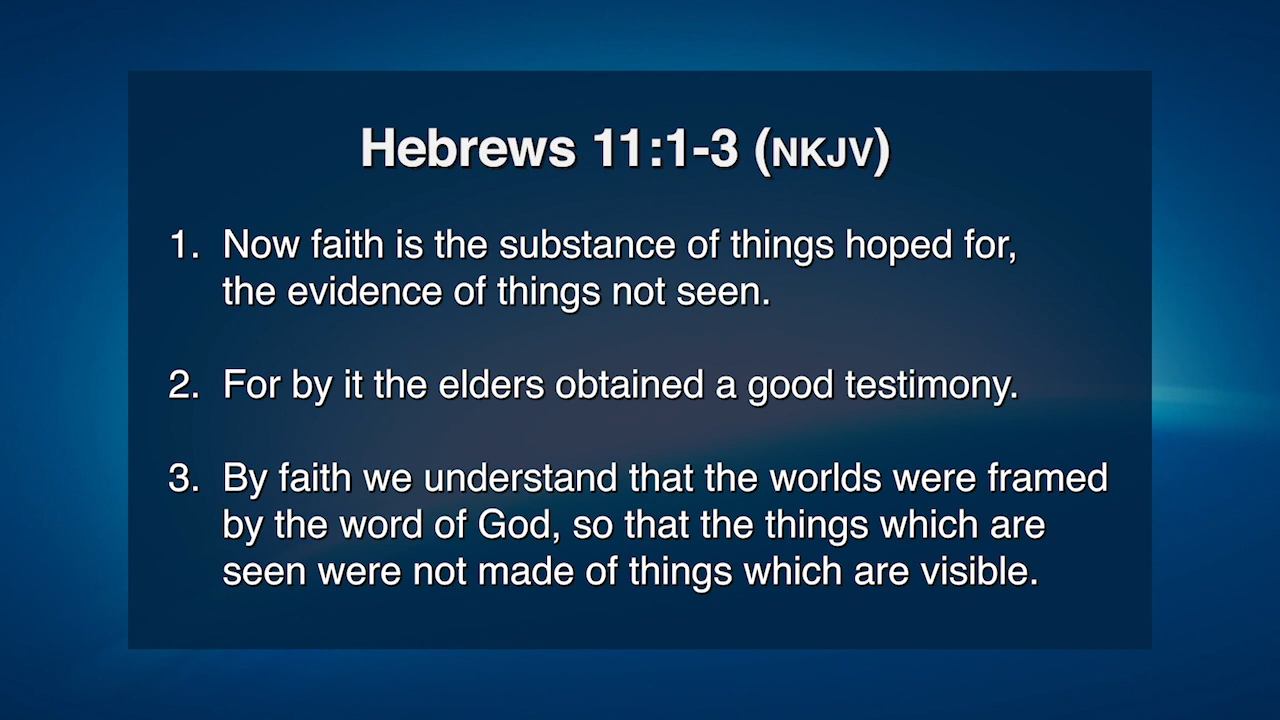 Hebrews 11:1-3 (NKJV)
1. Now faith is the substance of things hoped for,
the evidence of things not seen.
2. For by it the elders obtained a good testimony.
3. By faith we understand that the worlds were framed
by the word of God, so that the things which are
seen were not made of things which are visible.